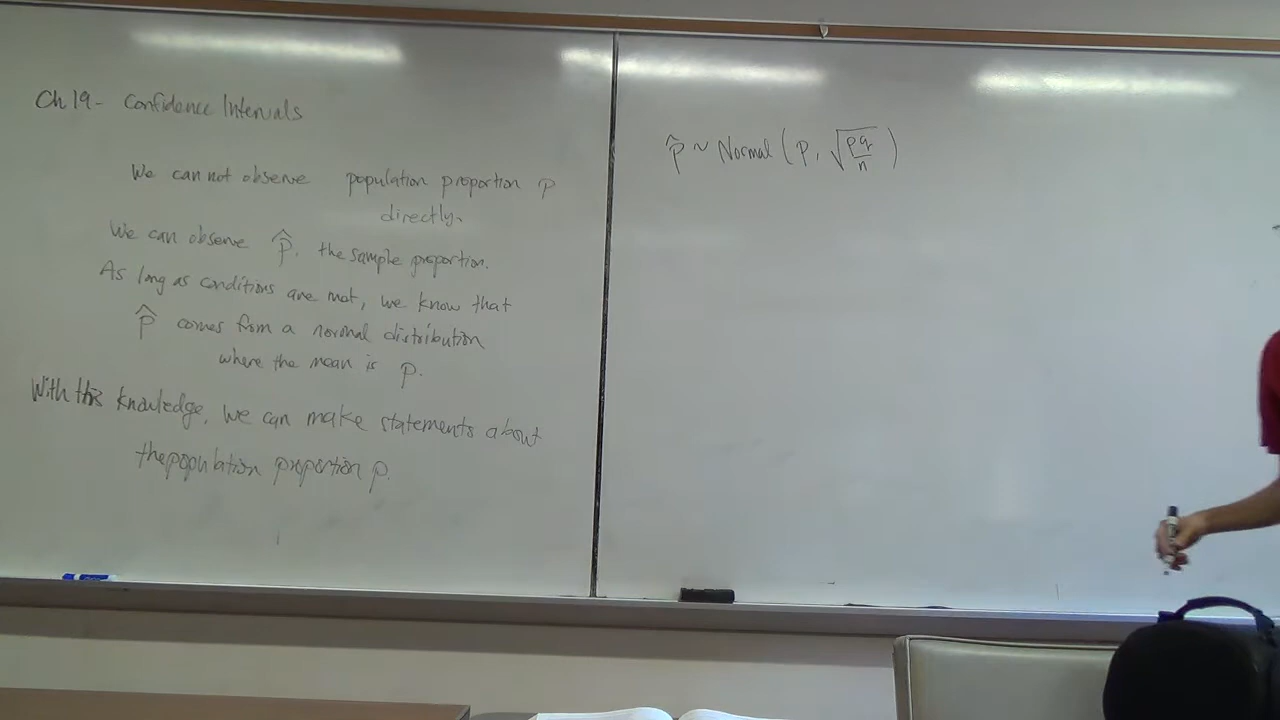 Ch 19- Confidence Intervals
We can not observe population proportion p
directly.
We can observe p̂, the sample proportion.
As long as conditions are met, we know that
p̂ comes from a normal distribution
where the mean is p.
With this knowledge, we can make statements about
the population proportion p.
p̂ ~ Normal (p, √(pq/n))